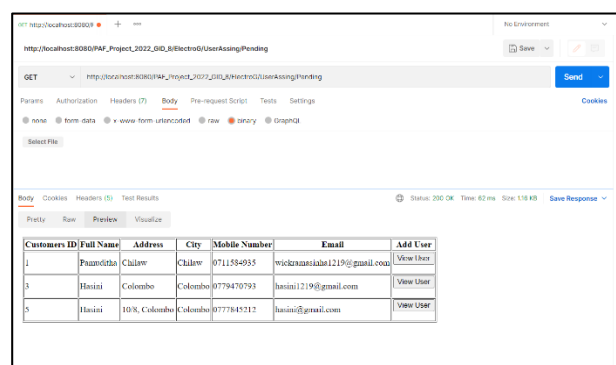 GET http://localhost:8080/P
No Environment
http://localhost:8080/PAF_Project_2022_GID_8/ElectroG/UserAssing/Pending
Save
GET http://localhost:8080/PAF_Project_2022_GID_8/ElectroG/UserAssing/Pending Send
Params Authorization Headers (7) Body Pre-request Script Tests Settings Cookies
none form-data x-www-form-urlencoded raw binary GraphQL
Select File
Body Cookies Headers (5) Test Results Status: 200 OK Time: 62 ms Size: 1.18 KB Save Response
Pretty Raw Preview Visualize
Customers ID Full Name Address City Mobile Number Email Add User
1 Pamuditha Chilaw Chilaw 0711584935 wickramasinha1219@gmail.com View User
3 Hasini Colombo Colombo 0779470793 hasini1219@gmail.com View User
5 Hasini 10/8, Colombo Colombo 0777845212 hasini@gmail.com View User